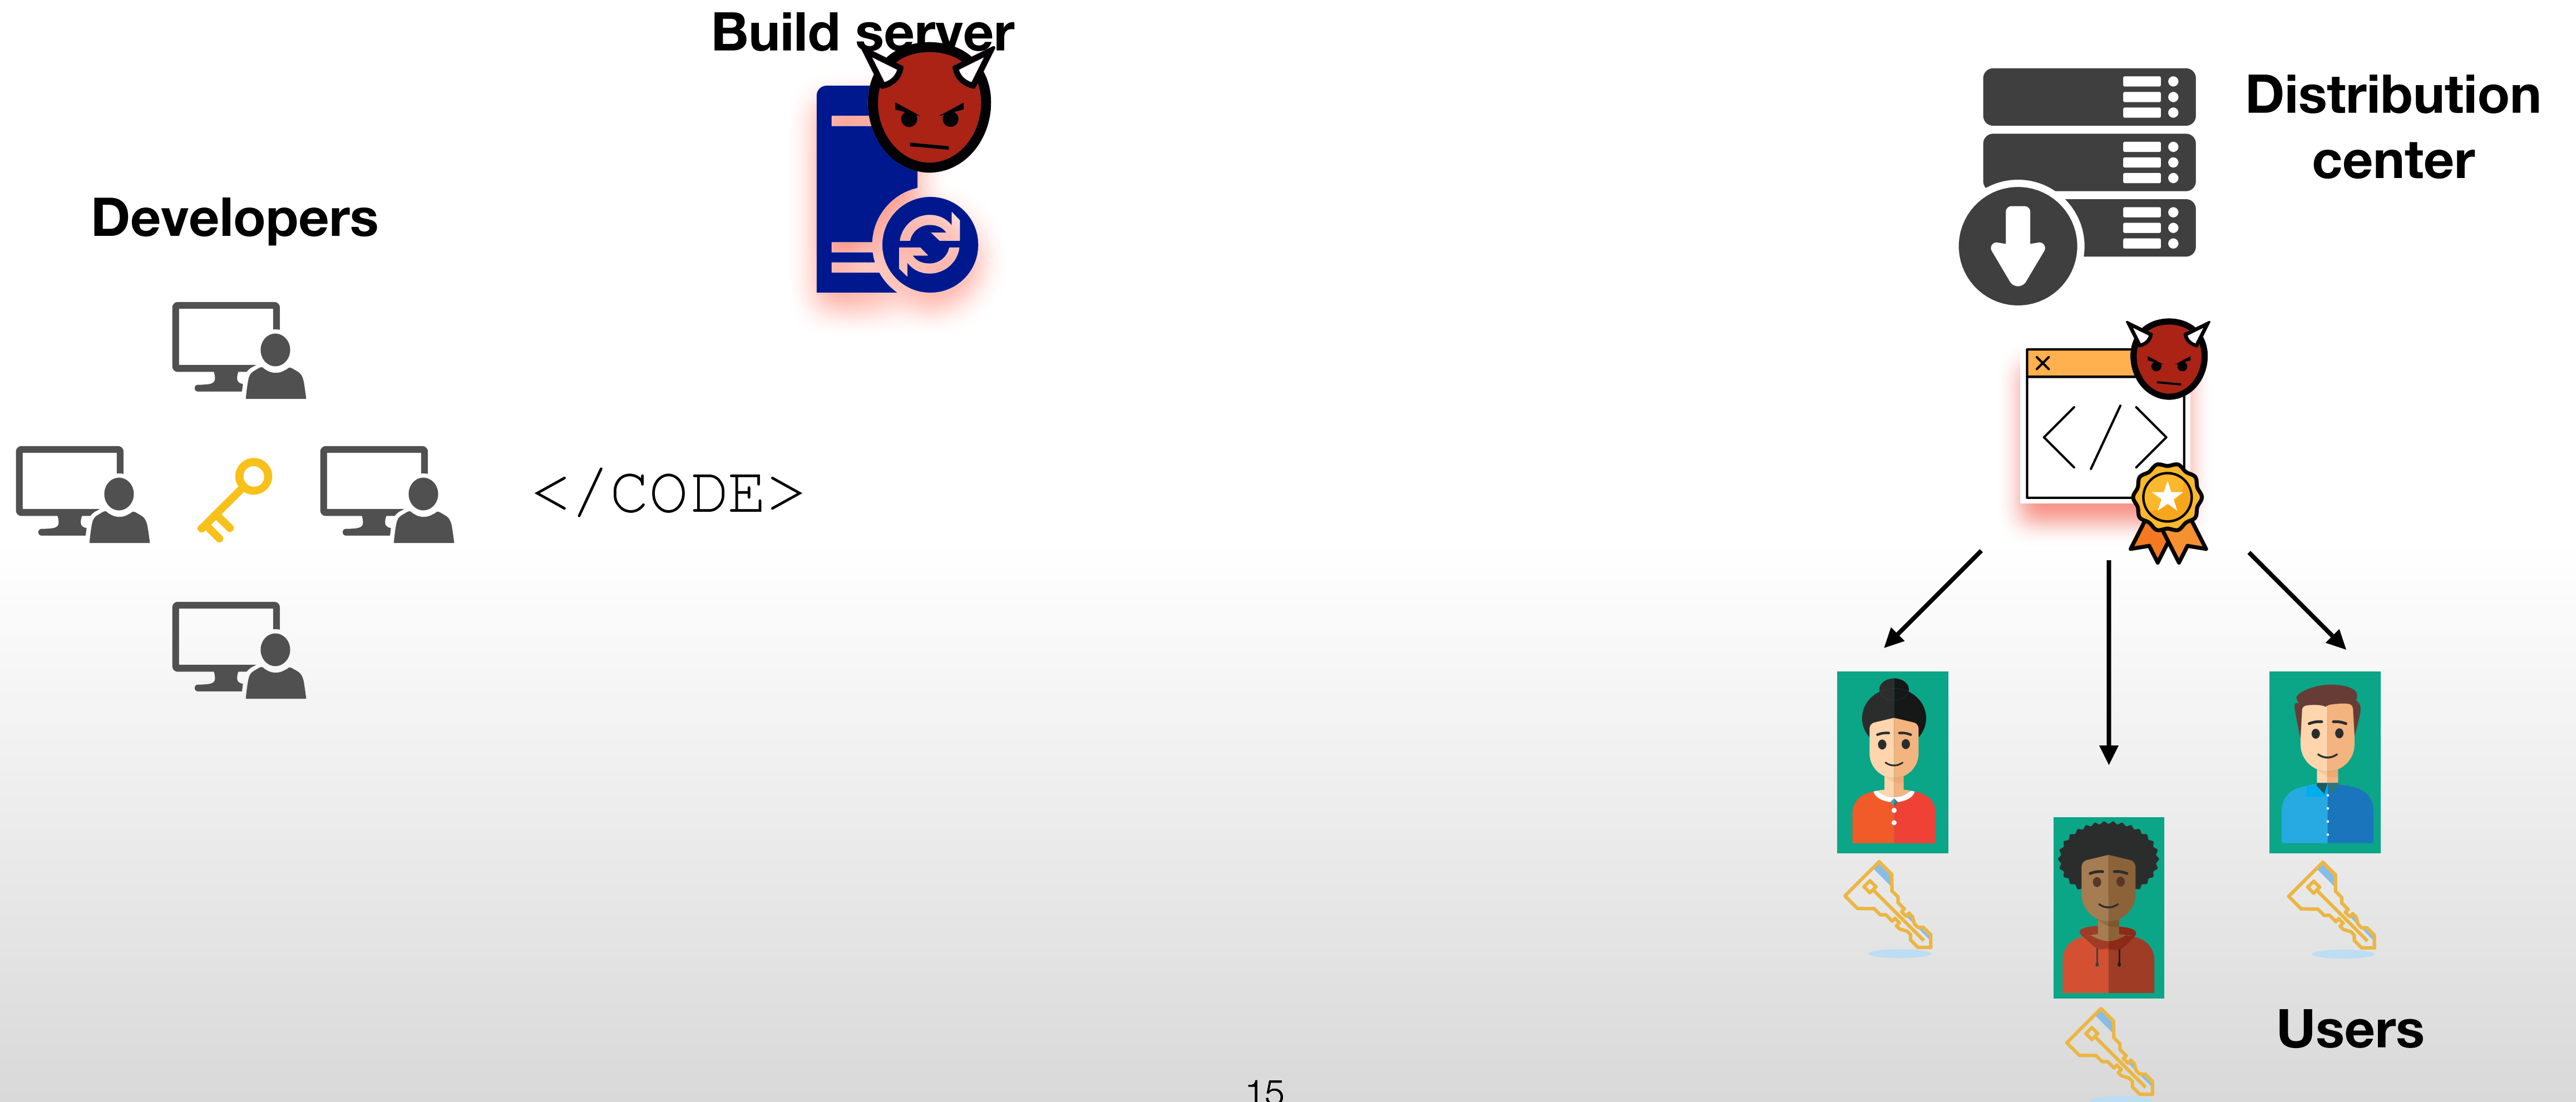 Build server
Distribution
center
Developers
</CODE>
</>
Users
15